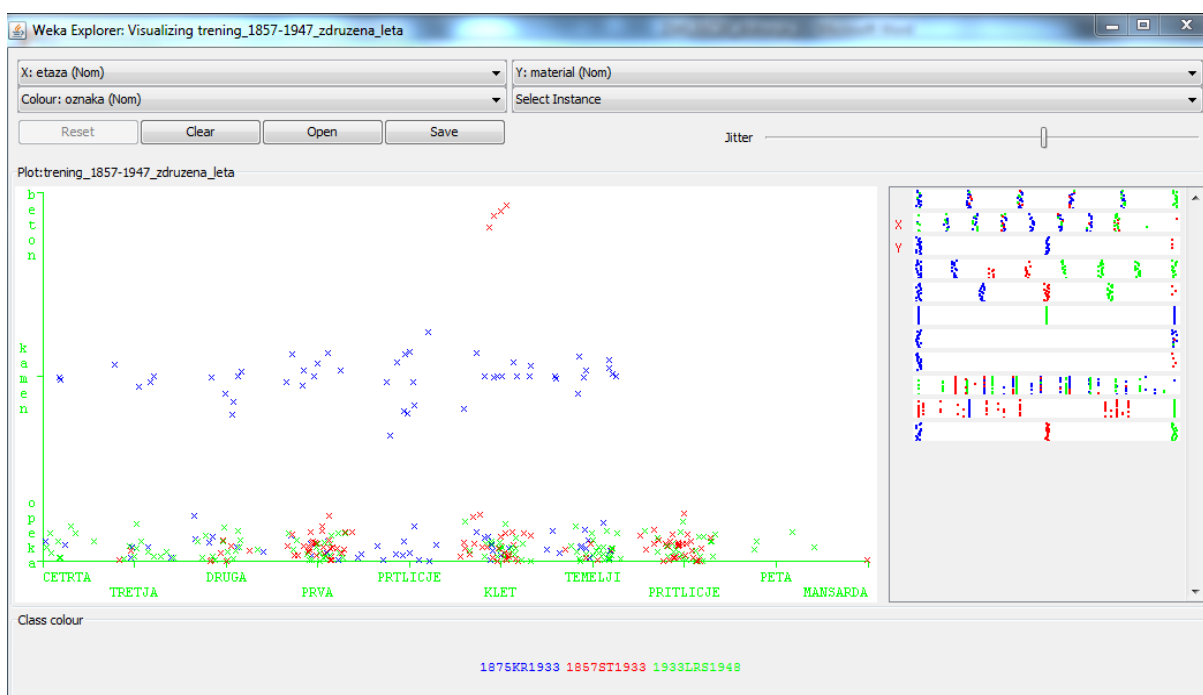 Weka Explorer: Visualizing trening_1857-1947_zdruzena_leta
X: etaza (Nom)
Y: material (Nom)
Colour: oznaka (Nom)
Select Instance
Reset
Clear
Open
Save
Jitter
Plot:trening_1857-1947_zdruzena_leta
beton
kamen
opeka
CETRTA
DRUGA
PRTLICJE
TEMELJI
PETA
TRETJA
PRVA
KLET
PRITLICJE
MANSARDA
X
Y
Class colour
1875KR1933 1857ST1933 1933LRS1948